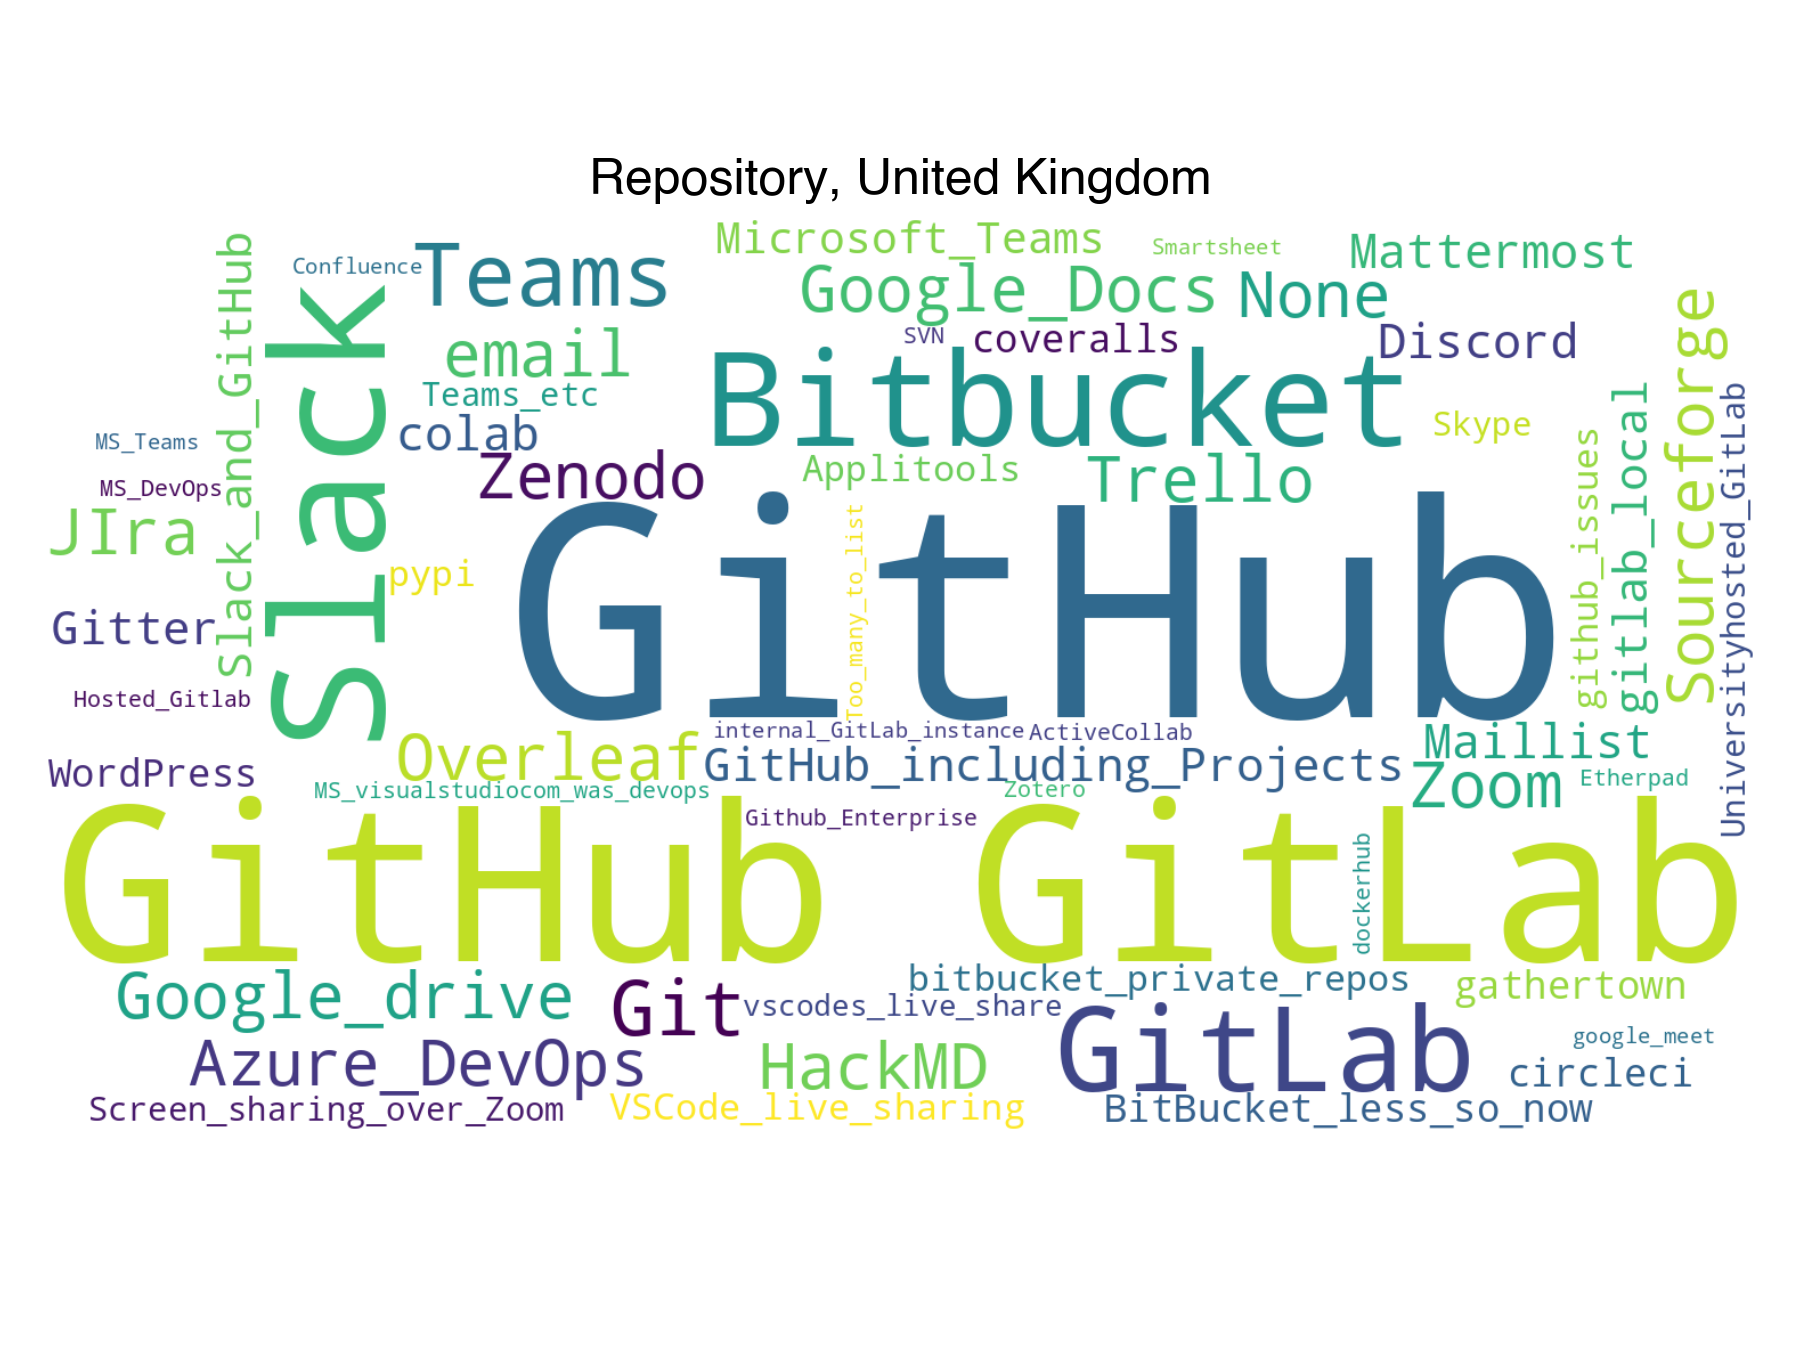 Repository, United Kingdom
Microsoft_Teams
Smartsheet
Mattermost
Confluence
Teams
Google_Docs
None
Slack_and_GitHub
Slack
email
SVN
coveralls
Discord
Sourceforge
Teams_etc
Bitbucket
colab
Skype
MS_Teams
Zenodo
Applitools
Trello
MS_DevOps
JIra
GitHub
Too_many_to_list
github_issues
gitlab_local
Universityhosted_GitLab
pypi
Gitter
Hosted_Gitlab
internal_GitLab_instance
ActiveCollab
Maillist
Overleaf
GitHub_including_Projects
WordPress
Zoom
Etherpad
MS_visualstudiocom_was_devops
Zotero
Github_Enterprise
GitHub
GitLab
dockerhub
Google_drive
Git
bitbucket_private_repos
gathertown
vscodes_live_share
Azure_DevOps
HackMD
GitLab
google_meet
circleci
Screen_sharing_over_Zoom
VSCode_live_sharing
BitBucket_less_so_now